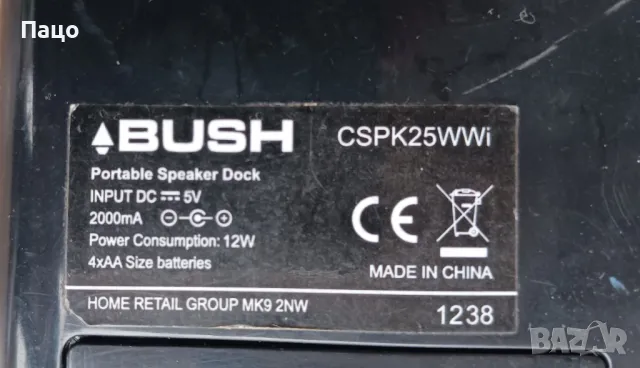 Пацо
BUSH
CSPK25WWi
Portable Speaker Dock
INPUT DC 5V
2000mA
Power Consumption: 12W
4xAA Size batteries
CE
MADE IN CHINA
HOME RETAIL GROUP MK9 2NW
1238
BAZAR